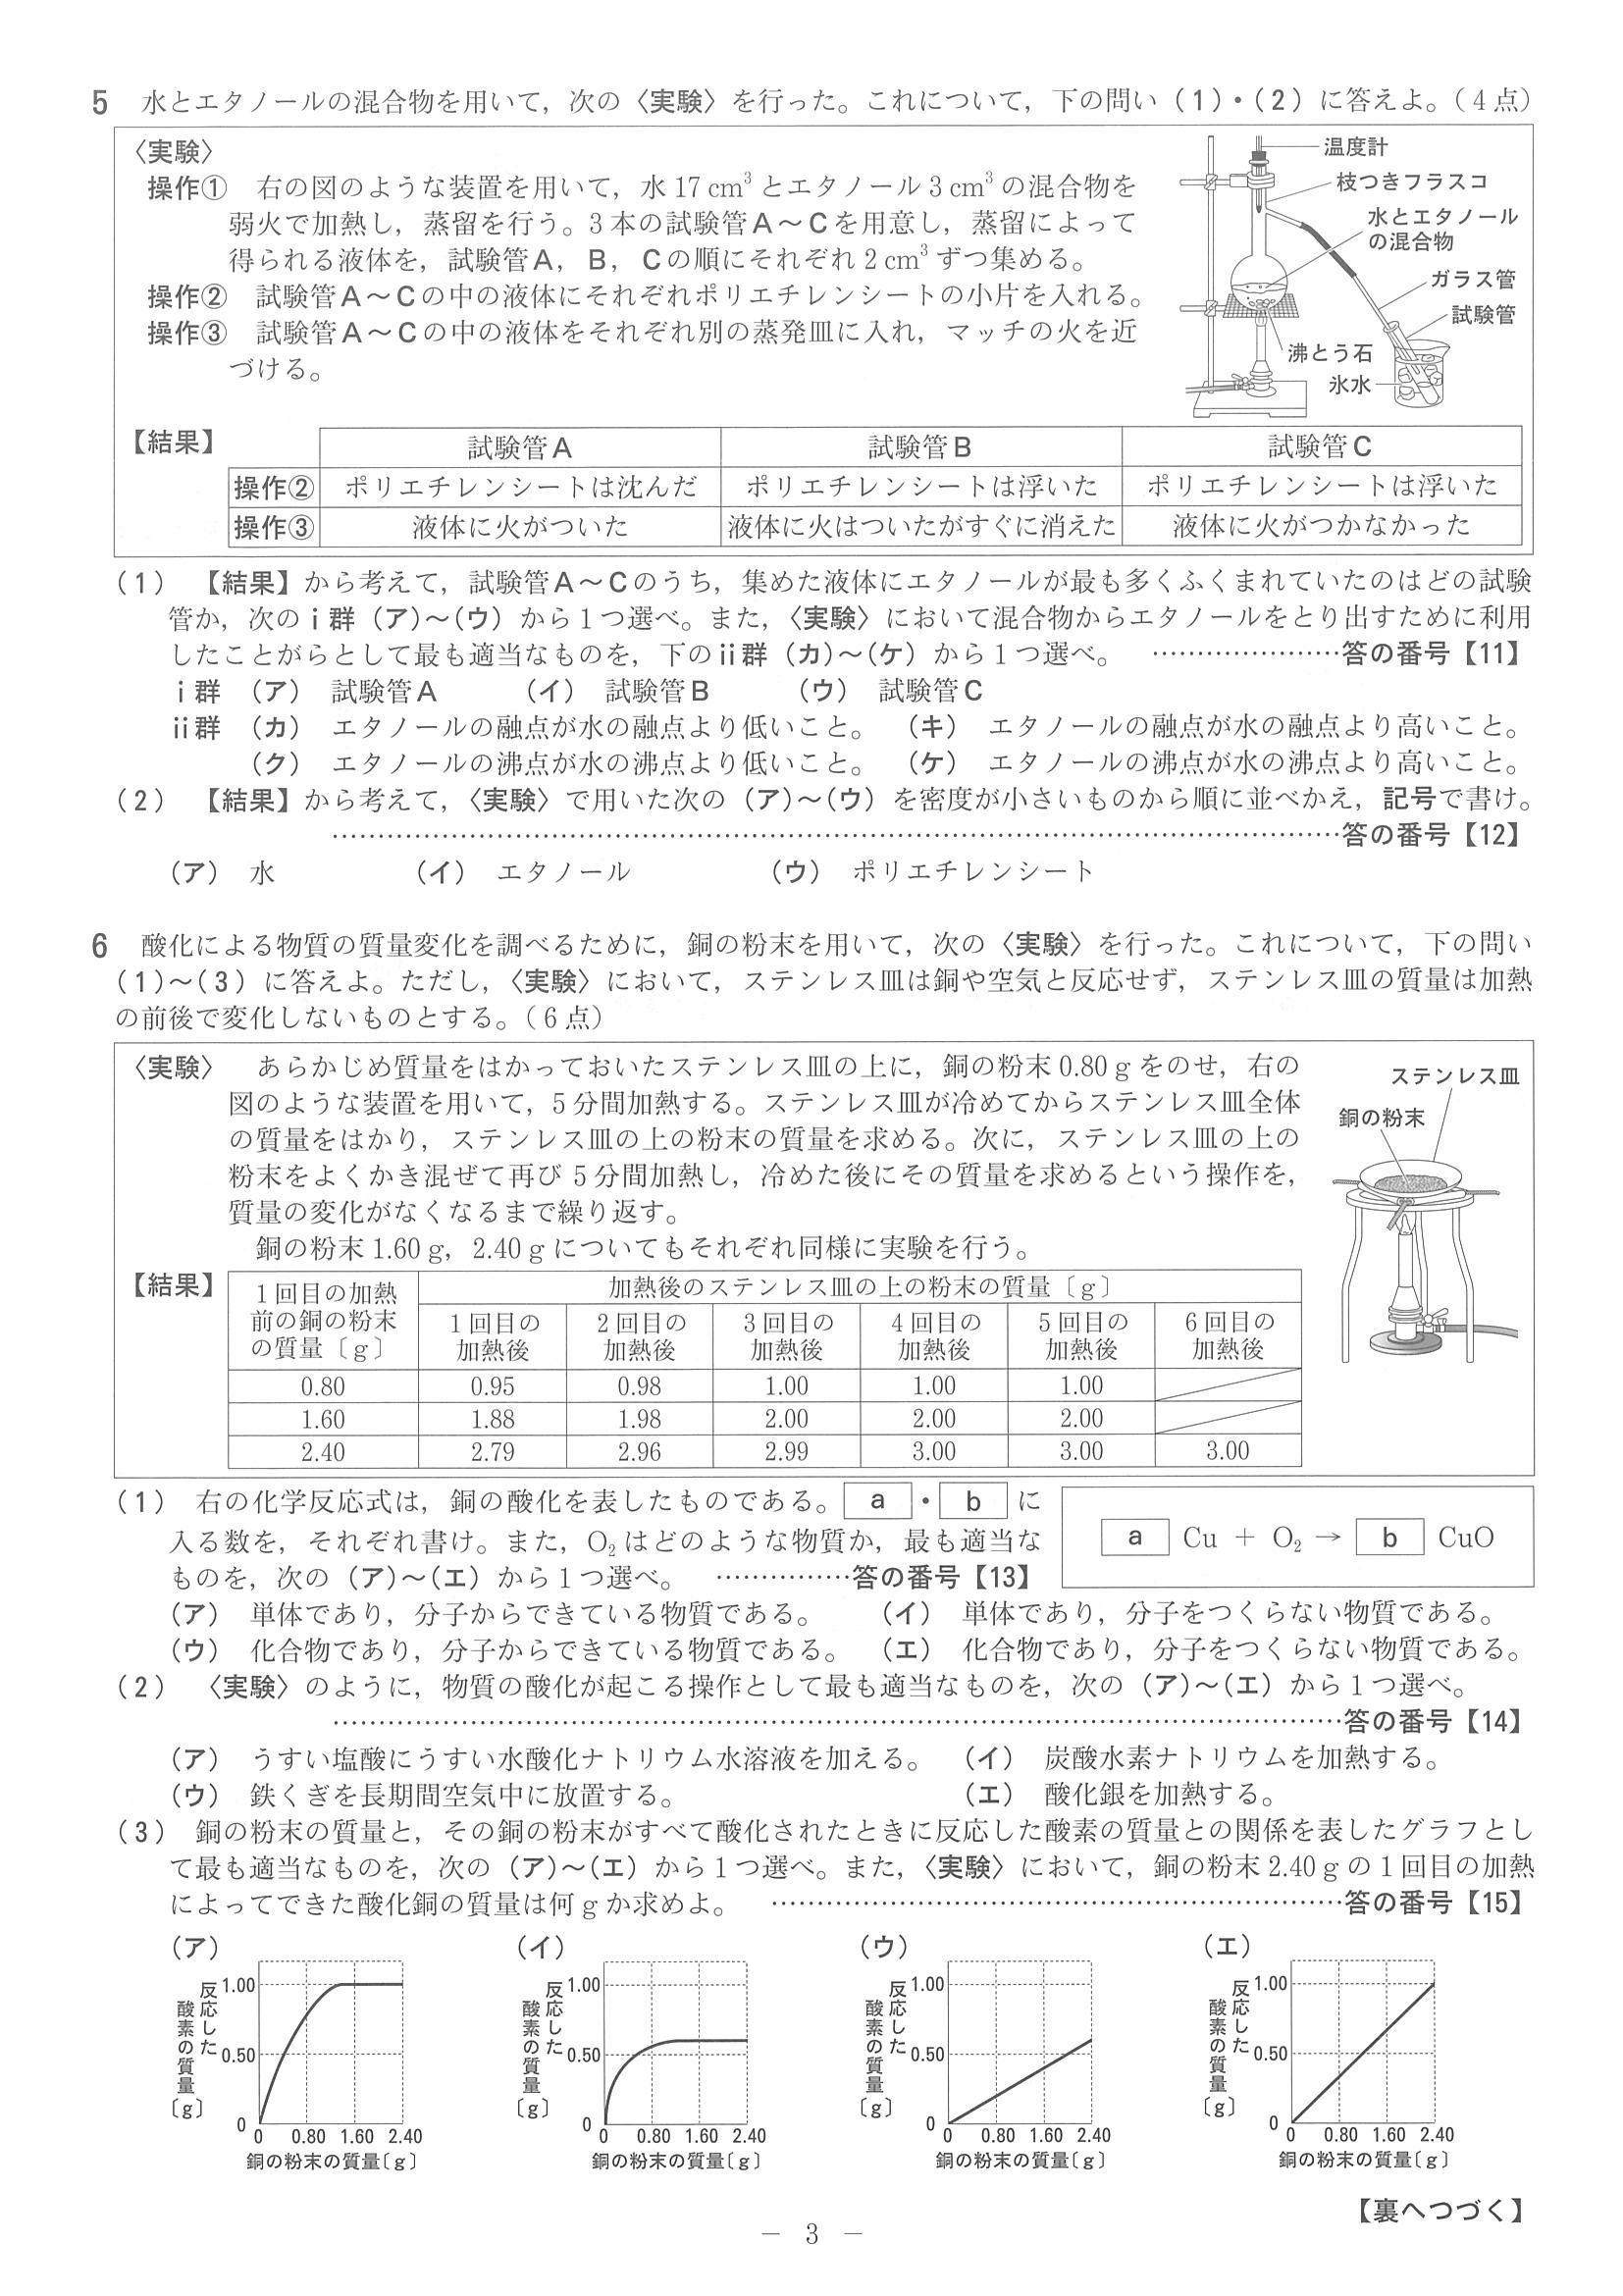 5　水とエタノールの混合物を用いて，次の〈実験〉を行った。これについて，下の問い（1）・（2）に答えよ。（4点）
〈実験〉
操作①　右の図のような装置を用いて，水 17 cm³ とエタノール 3 cm³ の混合物を
弱火で加熱し，蒸留を行う。3 本の試験管A～Cを用意し，蒸留によって
得られる液体を，試験管A，B，Cの順にそれぞれ 2 cm³ ずつ集める。
操作②　試験管A～Cの中の液体にそれぞれポリエチレンシートの小片を入れる。
操作③　試験管A～Cの中の液体をそれぞれ別の蒸発皿に入れ，マッチの火を近
づける。
温度計
枝つきフラスコ
水とエタノール
の混合物
ガラス管
試験管
沸とう石
氷水
【結果】
試験管A　試験管B　試験管C
操作②　ポリエチレンシートは沈んだ　ポリエチレンシートは浮いた　ポリエチレンシートは浮いた
操作③　液体に火がついた　液体に火はついたがすぐに消えた　液体に火がつかなかった
（1）　【結果】から考えて，試験管A～Cのうち，集めた液体にエタノールが最も多くふくまれていたのはどの試験
管か，次のⅰ群（ア）～（ウ）から1つ選べ。また，〈実験〉において混合物からエタノールをとり出すために利用
したことがらとして最も適当なものを，下のⅱ群（カ）～（ケ）から1つ選べ。　…………………答の番号【11】
ⅰ群　（ア）　試験管A　（イ）　試験管B　（ウ）　試験管C
ⅱ群　（カ）　エタノールの融点が水の融点より低いこと。　（キ）　エタノールの融点が水の融点より高いこと。
（ク）　エタノールの沸点が水の沸点より低いこと。　（ケ）　エタノールの沸点が水の沸点より高いこと。
（2）　【結果】から考えて，〈実験〉で用いた次の（ア）～（ウ）を密度が小さいものから順に並べかえ，記号で書け。
……………………………………………………………………………………………………答の番号【12】
（ア）　水　（イ）　エタノール　（ウ）　ポリエチレンシート
6　酸化による物質の質量変化を調べるために，銅の粉末を用いて，次の〈実験〉を行った。これについて，下の問い
（1）～（3）に答えよ。ただし，〈実験〉において，ステンレス皿は銅や空気と反応せず，ステンレス皿の質量は加熱
の前後で変化しないものとする。（6点）
〈実験〉　あらかじめ質量をはかっておいたステンレス皿の上に，銅の粉末 0.80 g をのせ，右の
図のような装置を用いて，5 分間加熱する。ステンレス皿が冷めてからステンレス皿全体
の質量をはかり，ステンレス皿の上の粉末の質量を求める。次に，ステンレス皿の上の
粉末をよくかき混ぜて再び 5 分間加熱し，冷めた後にその質量を求めるという操作を，
質量の変化がなくなるまで繰り返す。
銅の粉末 1.60 g，2.40 g についてもそれぞれ同様に実験を行う。
ステンレス皿
銅の粉末
【結果】
1 回目の加熱
前の銅の粉末
の質量〔g〕
加熱後のステンレス皿の上の粉末の質量〔g〕
1 回目の　2 回目の　3 回目の　4 回目の　5 回目の　6 回目の
加熱後　加熱後　加熱後　加熱後　加熱後　加熱後
0.80　0.95　0.98　1.00　1.00　1.00
1.60　1.88　1.98　2.00　2.00　2.00
2.40　2.79　2.96　2.99　3.00　3.00　3.00
（1）　右の化学反応式は，銅の酸化を表したものである。 a ・ b に
入る数を，それぞれ書け。また，O₂ はどのような物質か，最も適当な
ものを，次の（ア）～（エ）から1つ選べ。　……………答の番号【13】
a Cu ＋ O₂ → b CuO
（ア）　単体であり，分子からできている物質である。　（イ）　単体であり，分子をつくらない物質である。
（ウ）　化合物であり，分子からできている物質である。　（エ）　化合物であり，分子をつくらない物質である。
（2）　〈実験〉のように，物質の酸化が起こる操作として最も適当なものを，次の（ア）～（エ）から1つ選べ。
……………………………………………………………………………………………………答の番号【14】
（ア）　うすい塩酸にうすい水酸化ナトリウム水溶液を加える。　（イ）　炭酸水素ナトリウムを加熱する。
（ウ）　鉄くぎを長期間空気中に放置する。　（エ）　酸化銀を加熱する。
（3）　銅の粉末の質量と，その銅の粉末がすべて酸化されたときに反応した酸素の質量との関係を表したグラフとし
て最も適当なものを，次の（ア）～（エ）から1つ選べ。また，〈実験〉において，銅の粉末 2.40 g の 1 回目の加熱
によってできた酸化銅の質量は何 g か求めよ。　………………………………………………………答の番号【15】
（ア）
反応した
酸素の質量〔g〕
1.00
0.50
0
0　0.80　1.60　2.40
銅の粉末の質量〔g〕
（イ）
反応した
酸素の質量〔g〕
1.00
0.50
0
0　0.80　1.60　2.40
銅の粉末の質量〔g〕
（ウ）
反応した
酸素の質量〔g〕
1.00
0.50
0
0　0.80　1.60　2.40
銅の粉末の質量〔g〕
（エ）
反応した
酸素の質量〔g〕
1.00
0.50
0
0　0.80　1.60　2.40
銅の粉末の質量〔g〕
【裏へつづく】
― 3 ―